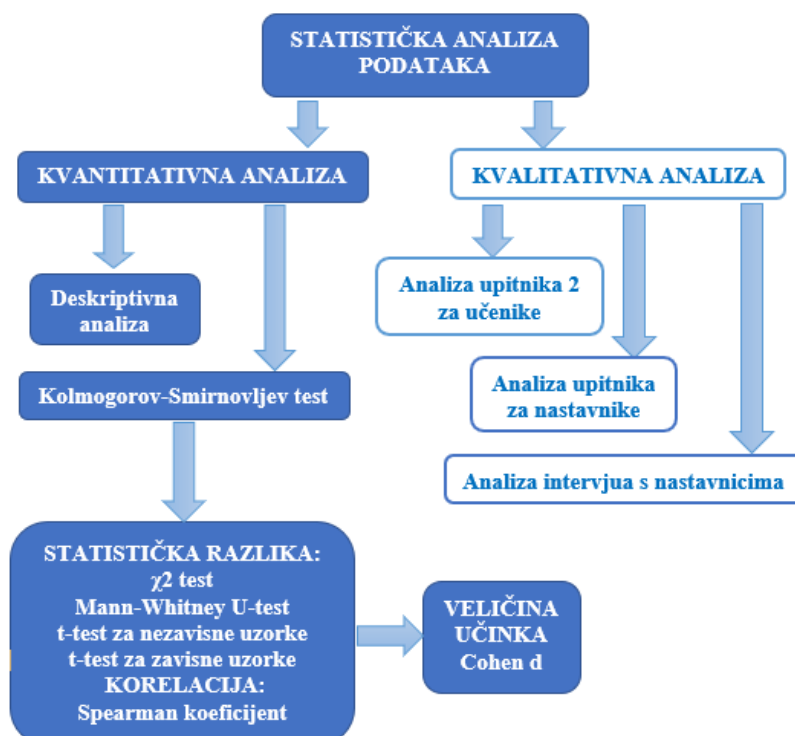 STATISTIČKA ANALIZA
PODATAKA
KVANTITATIVNA ANALIZA
KVALITATIVNA ANALIZA
Deskriptivna
analiza
Analiza upitnika 2
za učenike
Kolmogorov-Smirnovljev test
Analiza upitnika
za nastavnike
Analiza intervjua s nastavnicima
STATISTIČKA RAZLIKA:
χ2 test
Mann-Whitney U-test
t-test za nezavisne uzorke
t-test za zavisne uzorke
KORELACIJA:
Spearman koeficijent
VELIČINA
UČINKA
Cohen d